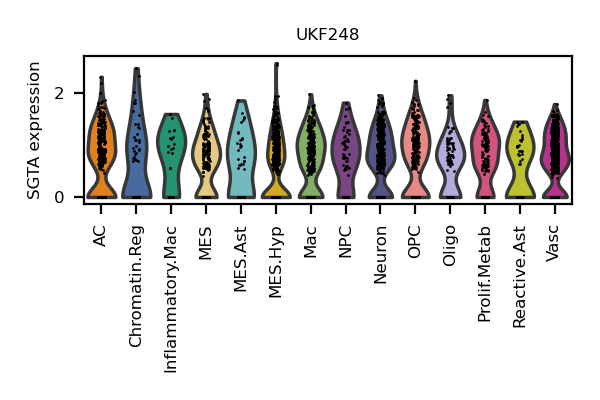 UKF248
SGTA expression
2
0
AC
Chromatin.Reg
Inflammatory.Mac
MES
MES.Ast
MES.Hyp
Mac
NPC
Neuron
OPC
Oligo
Prolif.Metab
Reactive.Ast
Vasc